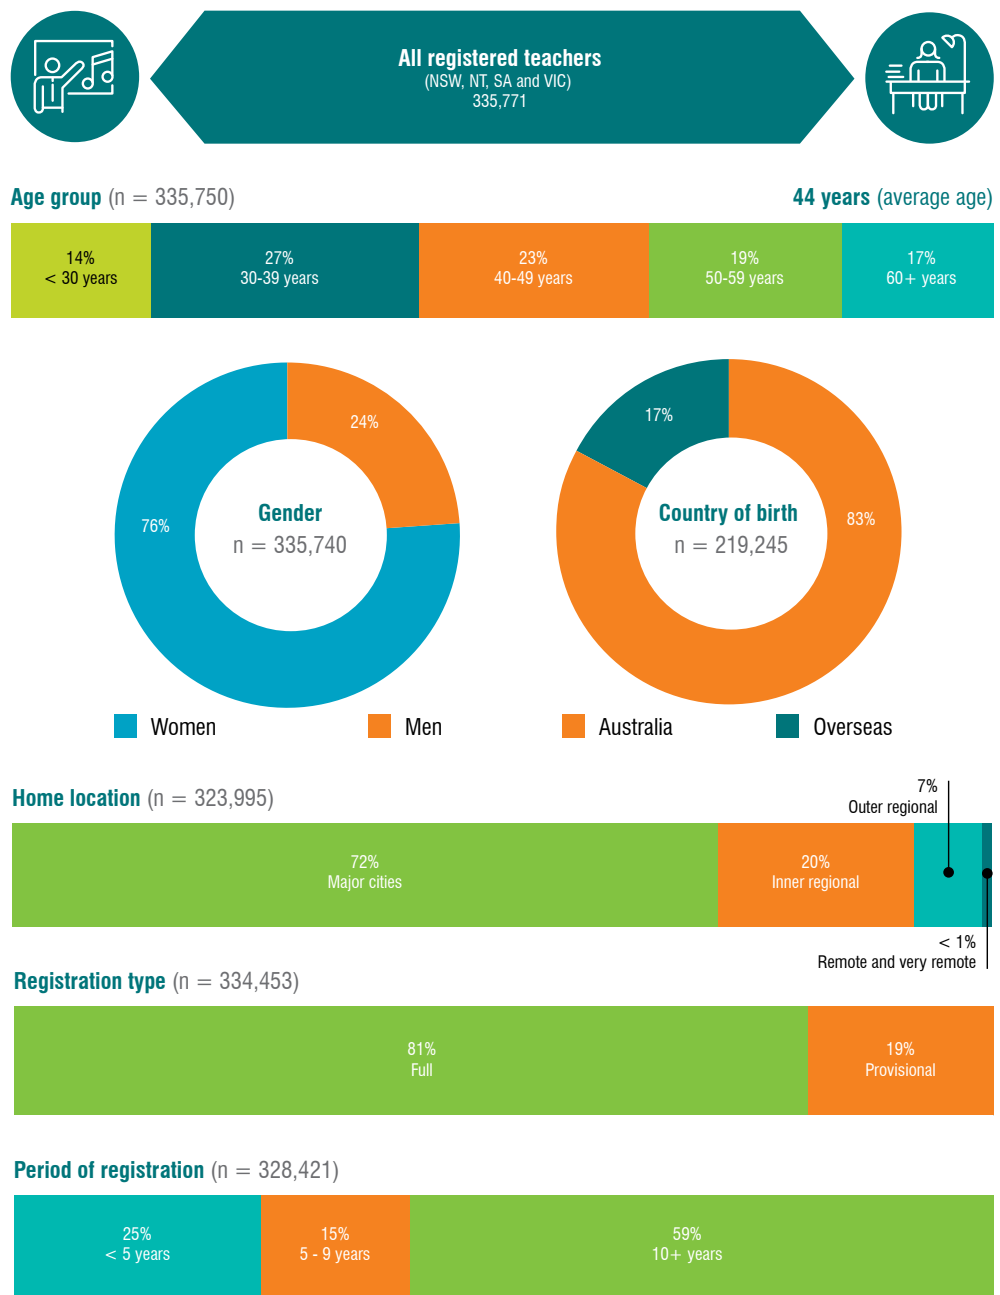 All registered teachers
(NSW, NT, SA and VIC)
335,771
Age group (n = 335,750)
44 years (average age)
14%
< 30 years
27%
30-39 years
23%
40-49 years
19%
50-59 years
17%
60+ years
24%
76%
Gender
n = 335,740
17%
83%
Country of birth
n = 219,245
Women
Men
Australia
Overseas
Home location (n = 323,995)
7%
Outer regional
72%
Major cities
20%
Inner regional
< 1%
Remote and very remote
Registration type (n = 334,453)
81%
Full
19%
Provisional
Period of registration (n = 328,421)
25%
< 5 years
15%
5 - 9 years
59%
10+ years